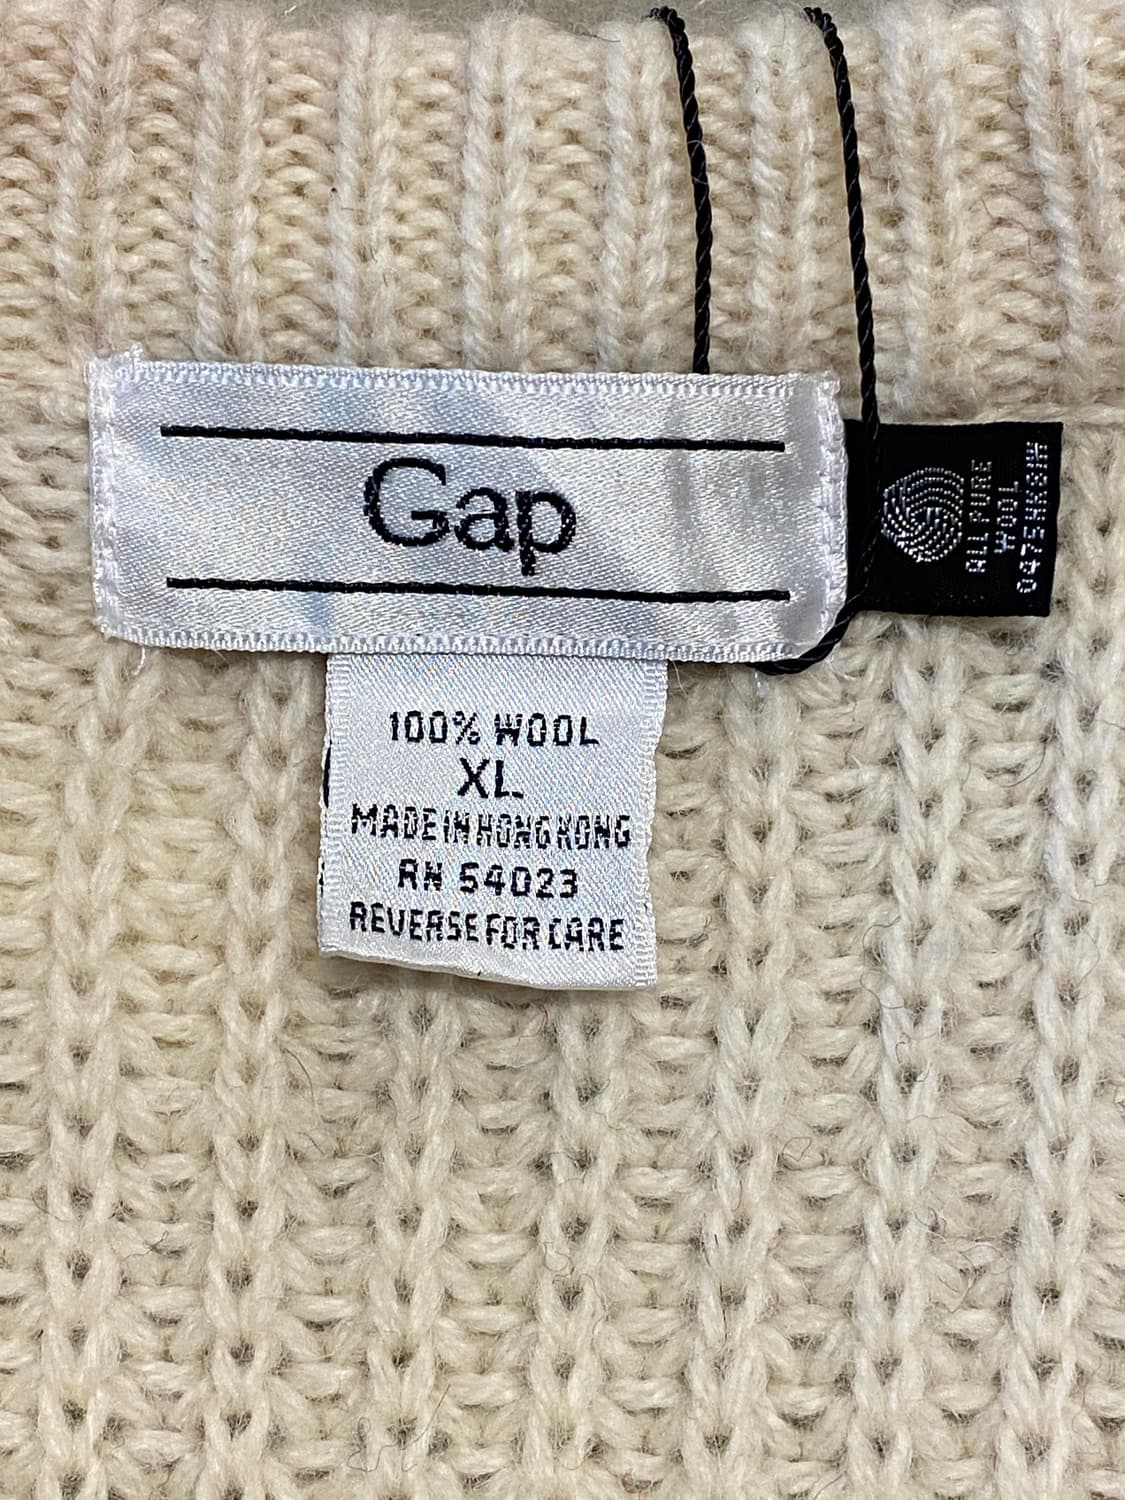 Gap
100% WOOL
XL
MADE IN HONG KONG
RN 54023
REVERSE FOR CARE
ALL PURE
WOOL